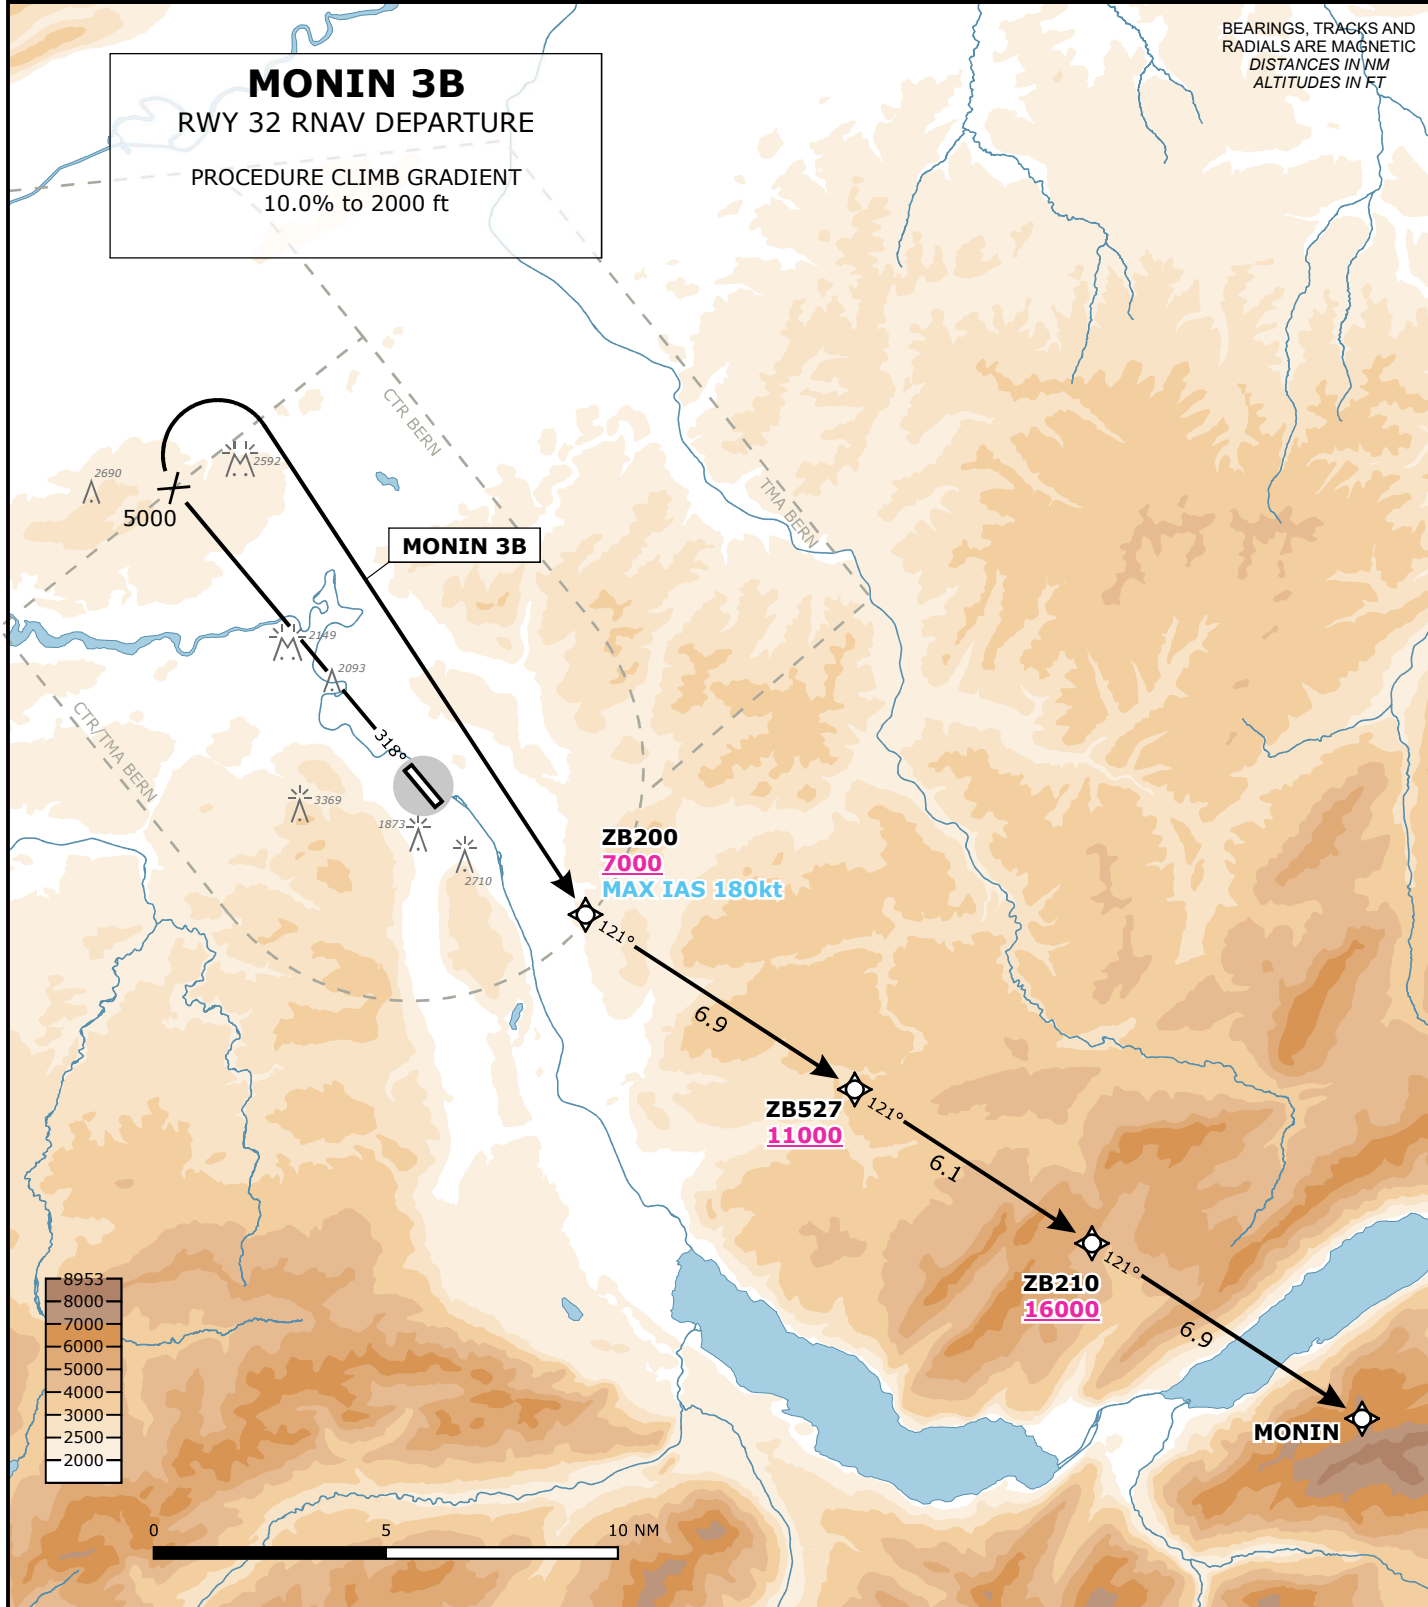 BEARINGS, TRACKS AND
RADIALS ARE MAGNETIC
DISTANCES IN NM
ALTITUDES IN FT
MONIN 3B
RWY 32 RNAV DEPARTURE
PROCEDURE CLIMB GRADIENT
10.0% to 2000 ft
CTR BERN
TMA BERN
2592
2690
5000
MONIN 3B
2149
2093
CTR/TMA BERN
318°
3369
1873
2710
ZB200
7000
MAX IAS 180kt
121°
6.9
ZB527
11000
121°
6.1
ZB210
16000
121°
6.9
MONIN
8953
8000
7000
6000
5000
4000
3000
2500
2000
0 5 10 NM